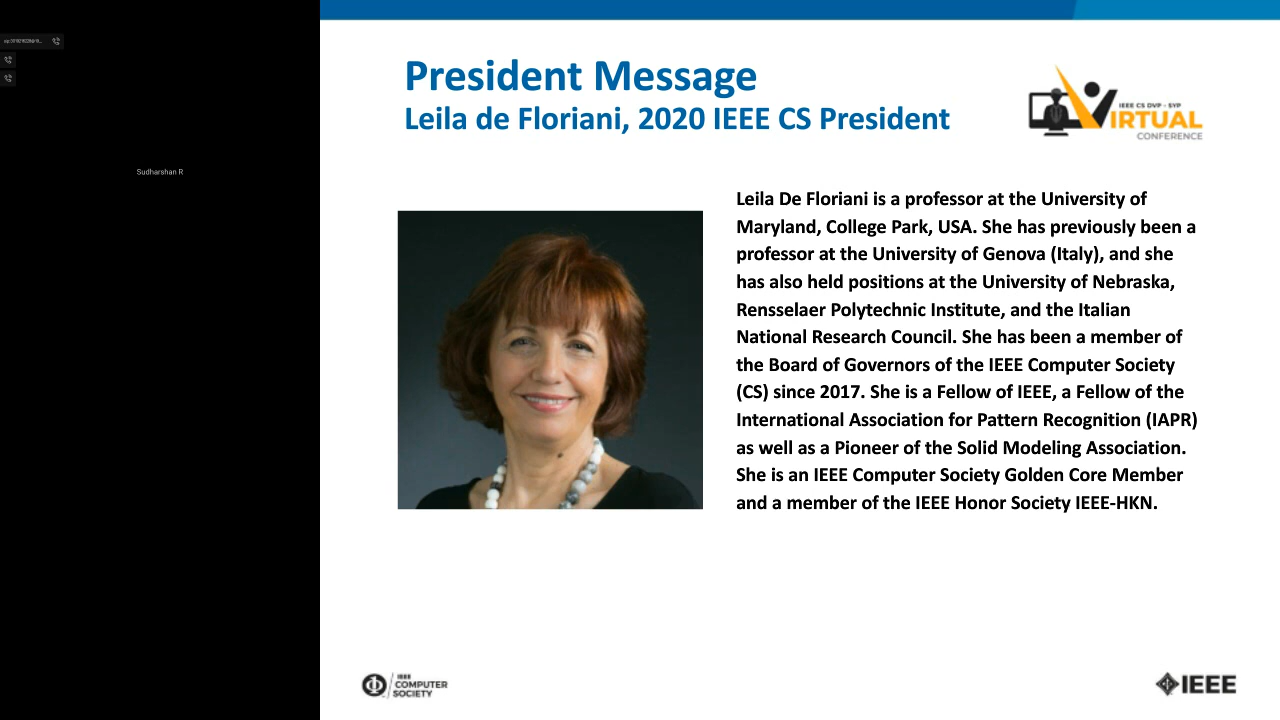 Sudharshan R
President Message
Leila de Floriani, 2020 IEEE CS President
IEEE CS DVP - SYP
VIRTUAL
CONFERENCE
Leila De Floriani is a professor at the University of
Maryland, College Park, USA. She has previously been a
professor at the University of Genova (Italy), and she
has also held positions at the University of Nebraska,
Rensselaer Polytechnic Institute, and the Italian
National Research Council. She has been a member of
the Board of Governors of the IEEE Computer Society
(CS) since 2017. She is a Fellow of IEEE, a Fellow of the
International Association for Pattern Recognition (IAPR)
as well as a Pioneer of the Solid Modeling Association.
She is an IEEE Computer Society Golden Core Member
and a member of the IEEE Honor Society IEEE-HKN.
IEEE
COMPUTER
SOCIETY
IEEE